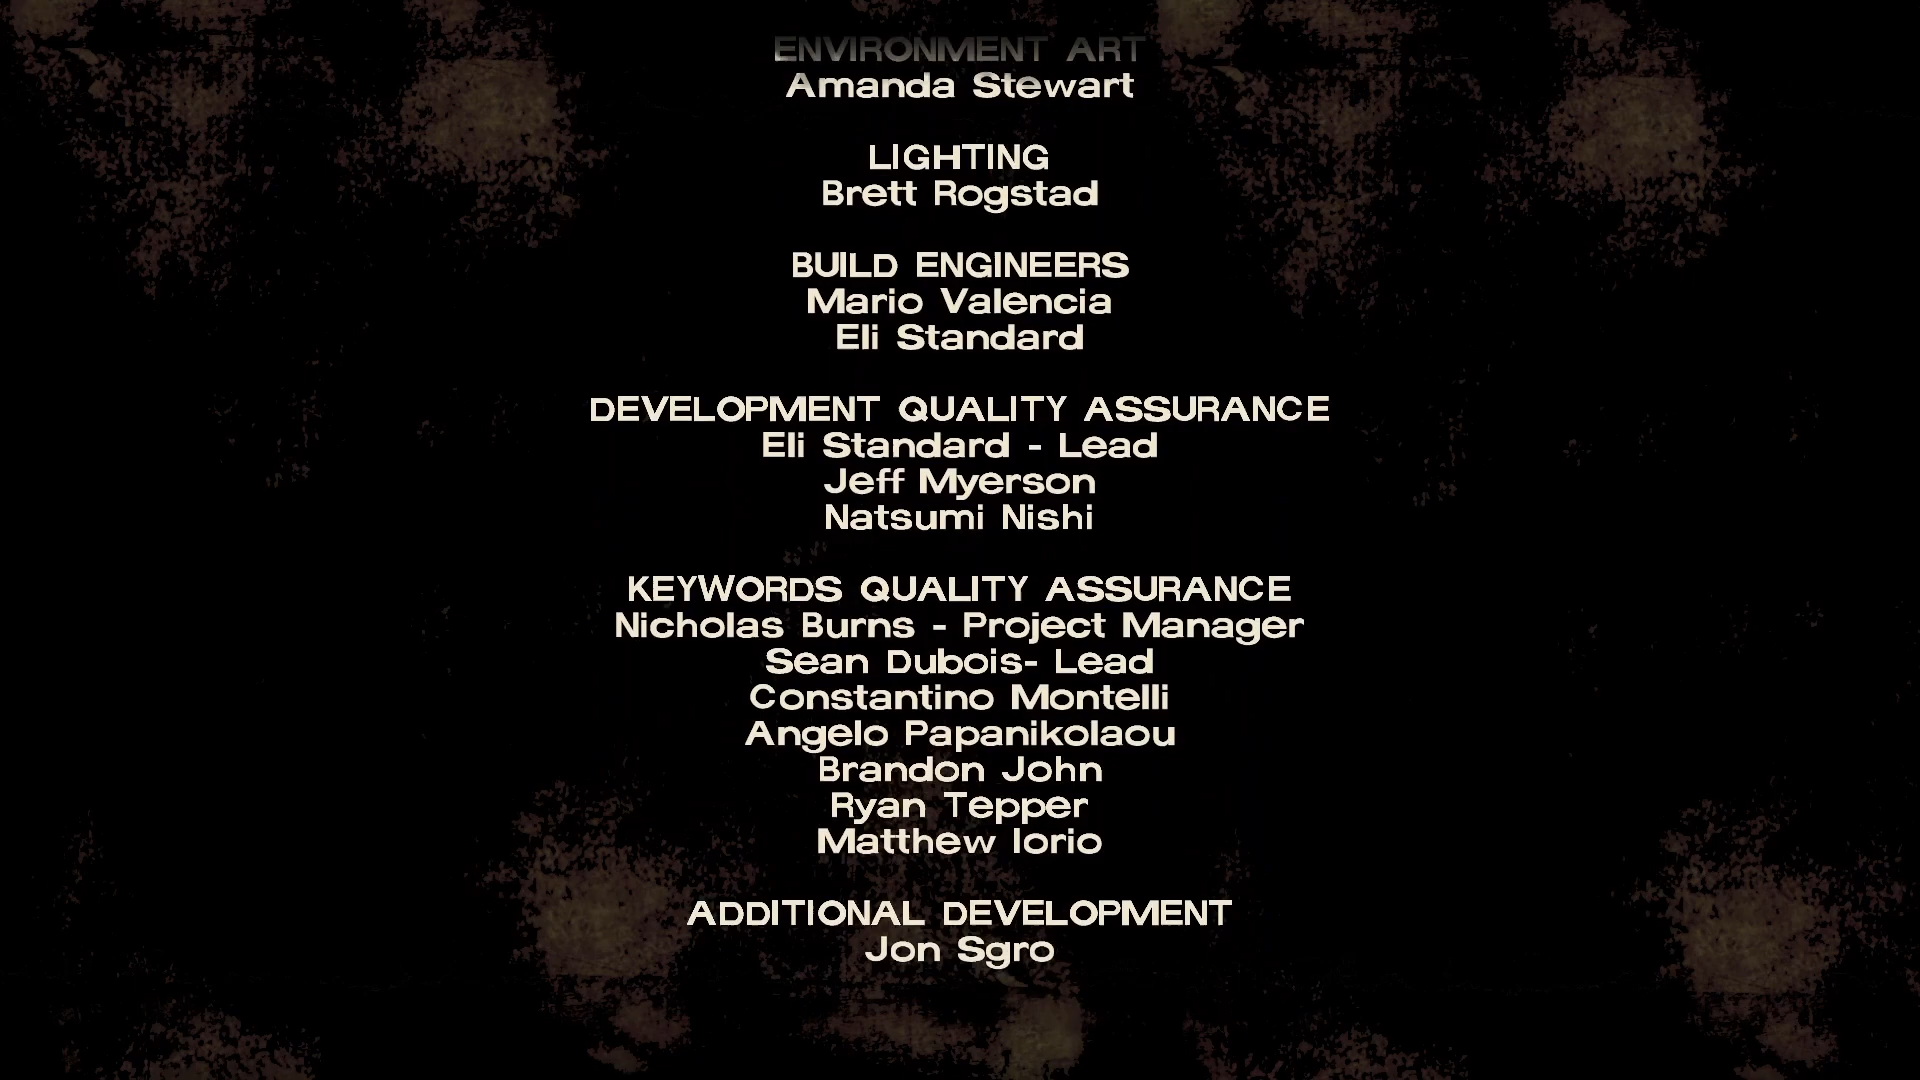 ENVIRONMENT ART
Amanda Stewart
LIGHTING
Brett Rogstad
BUILD ENGINEERS
Mario Valencia
Eli Standard
DEVELOPMENT QUALITY ASSURANCE
Eli Standard - Lead
Jeff Myerson
Natsumi Nishi
KEYWORDS QUALITY ASSURANCE
Nicholas Burns - Project Manager
Sean Dubois- Lead
Constantino Montelli
Angelo Papanikolaou
Brandon John
Ryan Tepper
Matthew Iorio
ADDITIONAL DEVELOPMENT
Jon Sgro